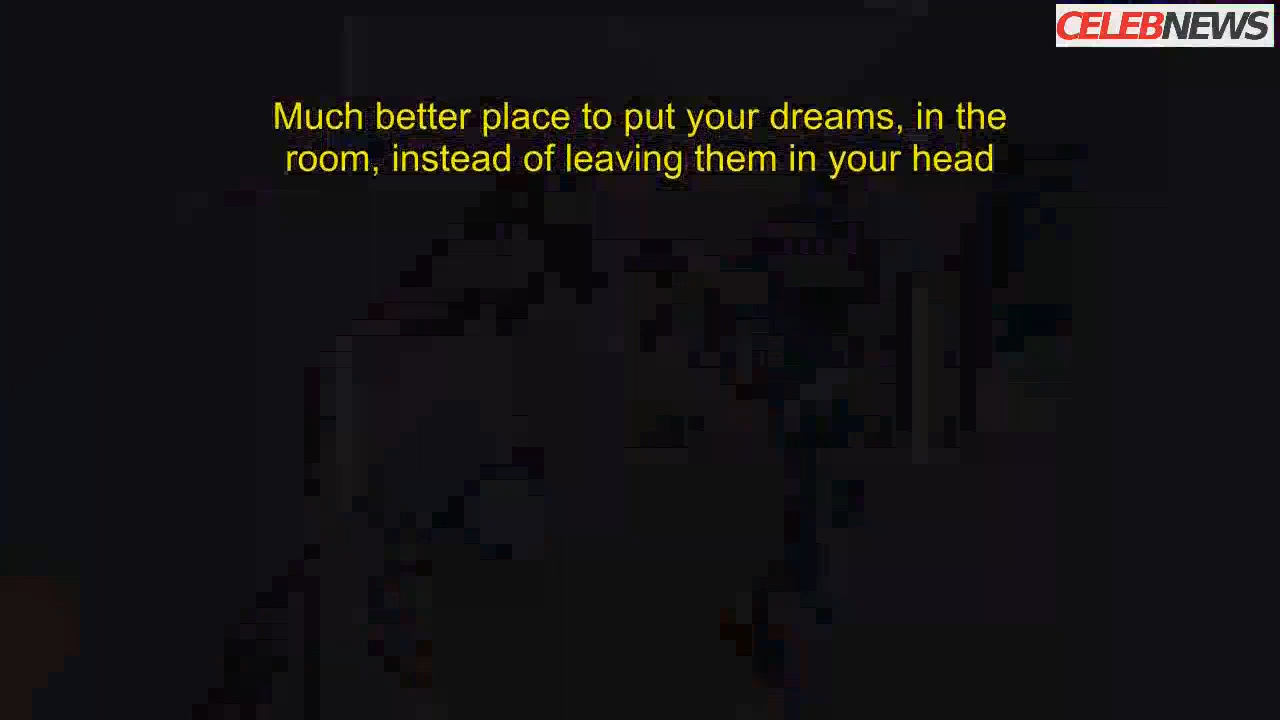 CELEBNEWS
Much better place to put your dreams, in the
room, instead of leaving them in your head